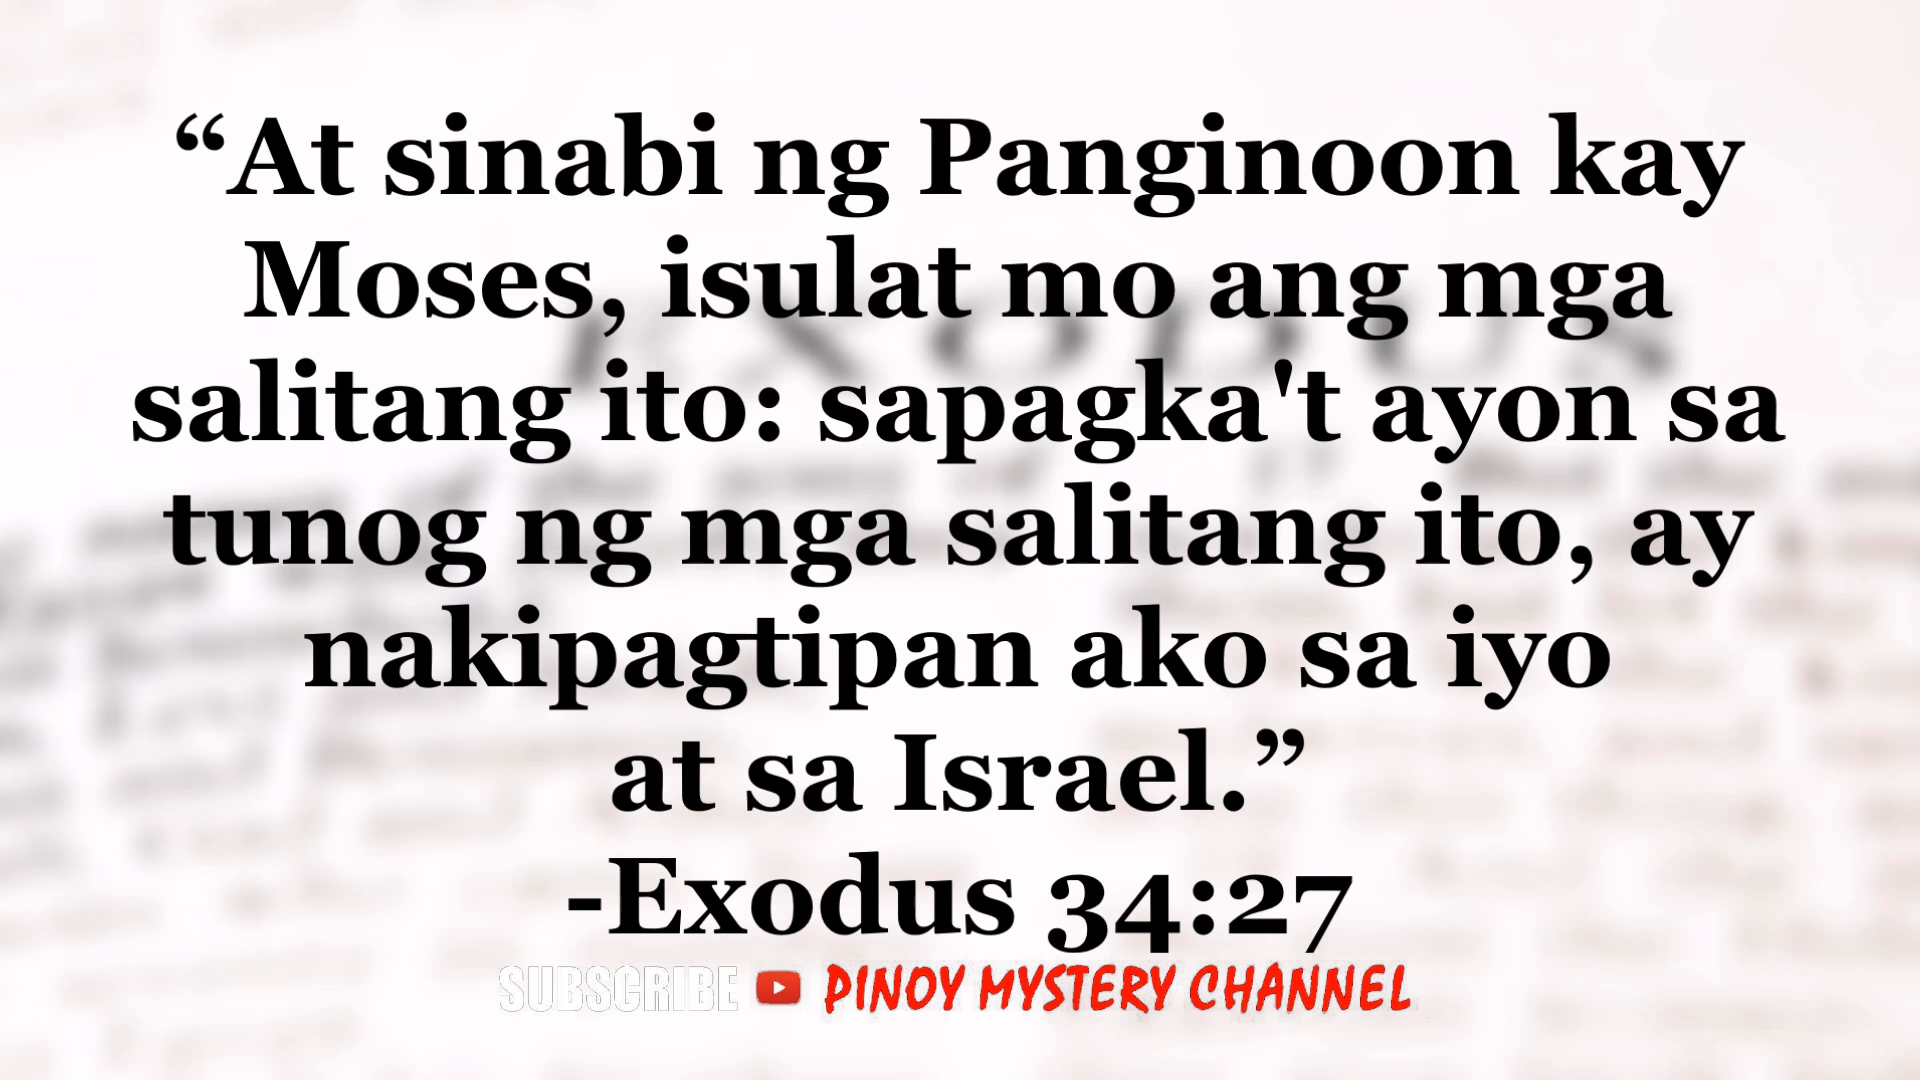 “At sinabi ng Panginoon kay
Moses, isulat mo ang mga
EXODUS
salitang ito: sapagka't ayon sa
tunog ng mga salitang ito, ay
nakipagtipan ako sa iyo
at sa Israel.”
-Exodus 34:27
SUBSCRIBE PINOY MYSTERY CHANNEL